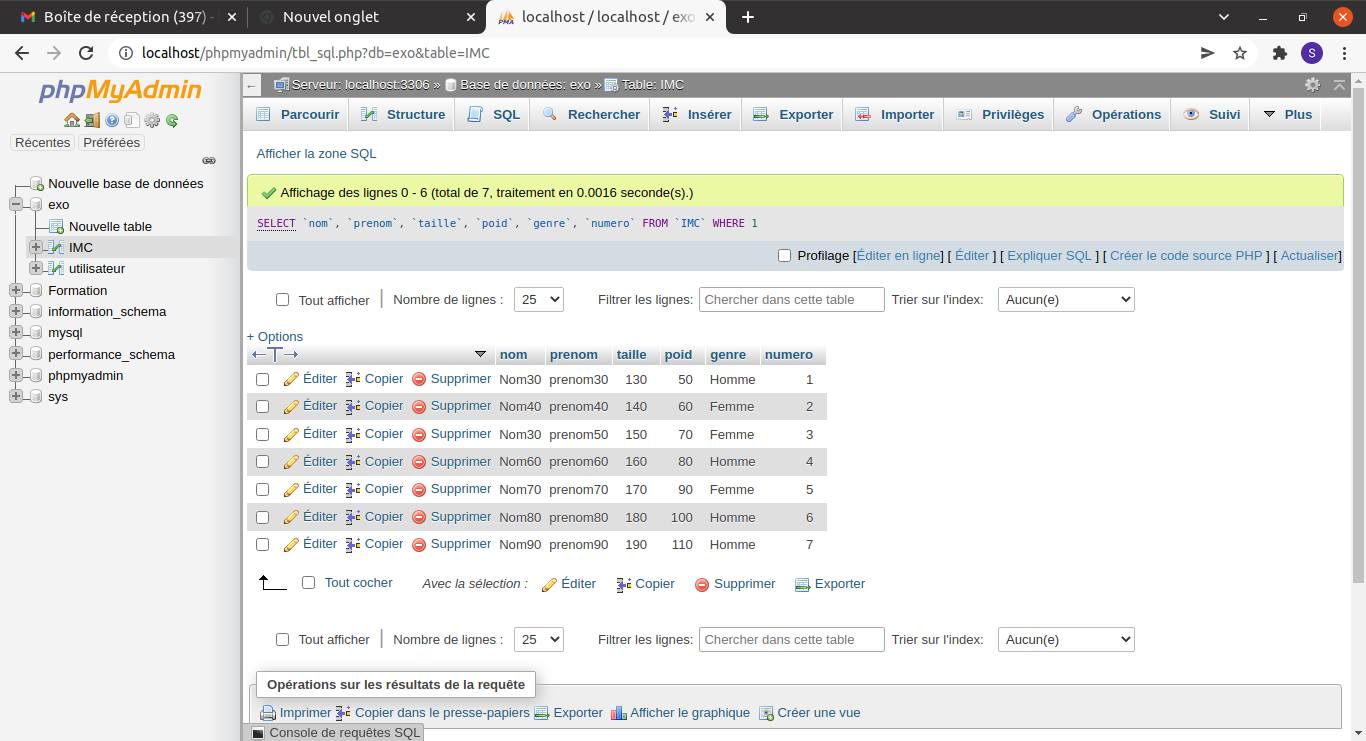 Boîte de réception (397) -
Nouvel onglet
localhost / localhost / exo
localhost/phpmyadmin/tbl_sql.php?db=exo&table=IMC
S
phpMyAdmin
Récentes Préférées
Nouvelle base de données
exo
Nouvelle table
IMC
utilisateur
Formation
information_schema
mysql
performance_schema
phpmyadmin
sys
Serveur: localhost:3306 » Base de données: exo » Table: IMC
Parcourir Structure SQL Rechercher Insérer Exporter Importer Privilèges Opérations Suivi Plus
Afficher la zone SQL
Affichage des lignes 0 - 6 (total de 7, traitement en 0.0016 seconde(s).)
SELECT `nom`, `prenom`, `taille`, `poid`, `genre`, `numero` FROM `IMC` WHERE 1
Profilage [Éditer en ligne] [ Éditer ] [ Expliquer SQL ] [ Créer le code source PHP ] [ Actualiser]
Tout afficher | Nombre de lignes : 25 Filtrer les lignes: Chercher dans cette table Trier sur l'index: Aucun(e)
+ Options
←T→ nom prenom taille poid genre numero
Éditer Copier Supprimer Nom30 prenom30 130 50 Homme 1
Éditer Copier Supprimer Nom40 prenom40 140 60 Femme 2
Éditer Copier Supprimer Nom30 prenom50 150 70 Femme 3
Éditer Copier Supprimer Nom60 prenom60 160 80 Homme 4
Éditer Copier Supprimer Nom70 prenom70 170 90 Femme 5
Éditer Copier Supprimer Nom80 prenom80 180 100 Homme 6
Éditer Copier Supprimer Nom90 prenom90 190 110 Homme 7
Tout cocher Avec la sélection : Éditer Copier Supprimer Exporter
Tout afficher | Nombre de lignes : 25 Filtrer les lignes: Chercher dans cette table Trier sur l'index: Aucun(e)
Opérations sur les résultats de la requête
Imprimer Copier dans le presse-papiers Exporter Afficher le graphique Créer une vue
Console de requêtes SQL